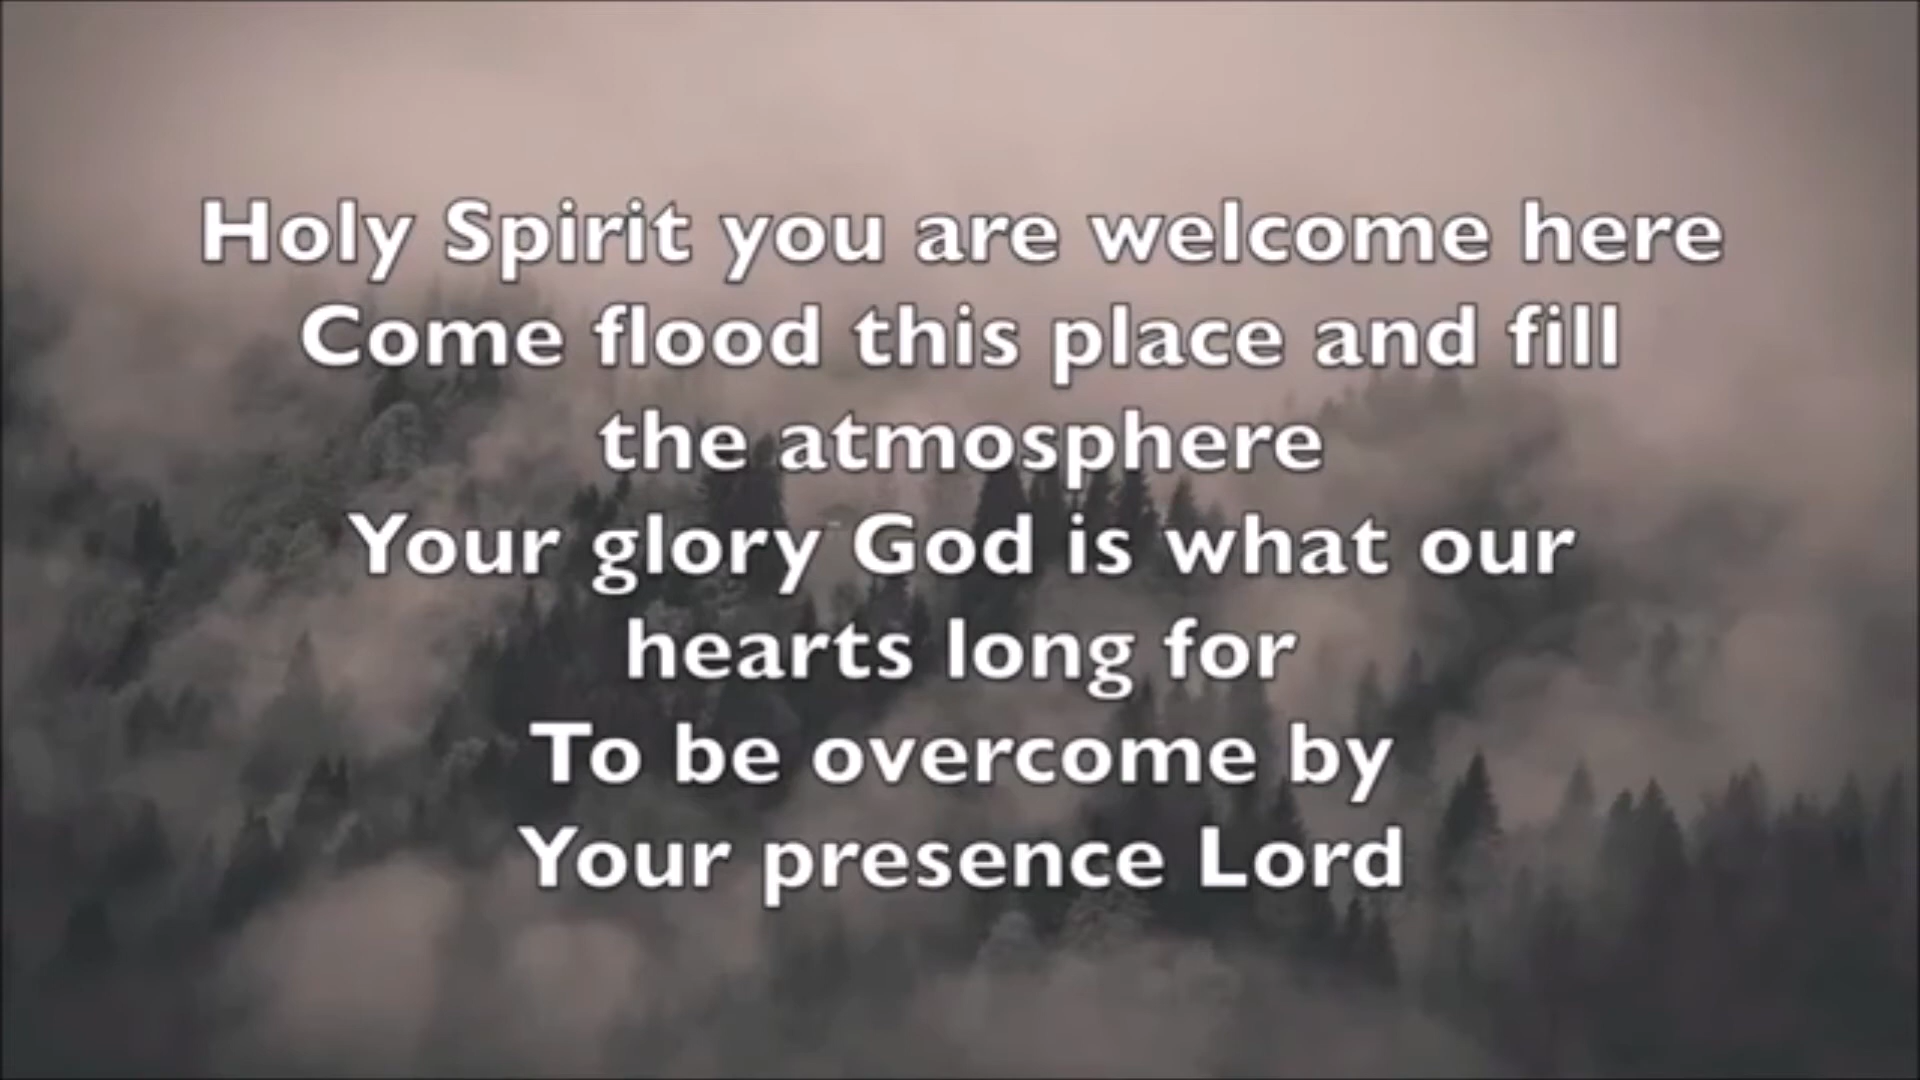 Holy Spirit you are welcome here
Come flood this place and fill
the atmosphere
Your glory God is what our
hearts long for
To be overcome by
Your presence Lord